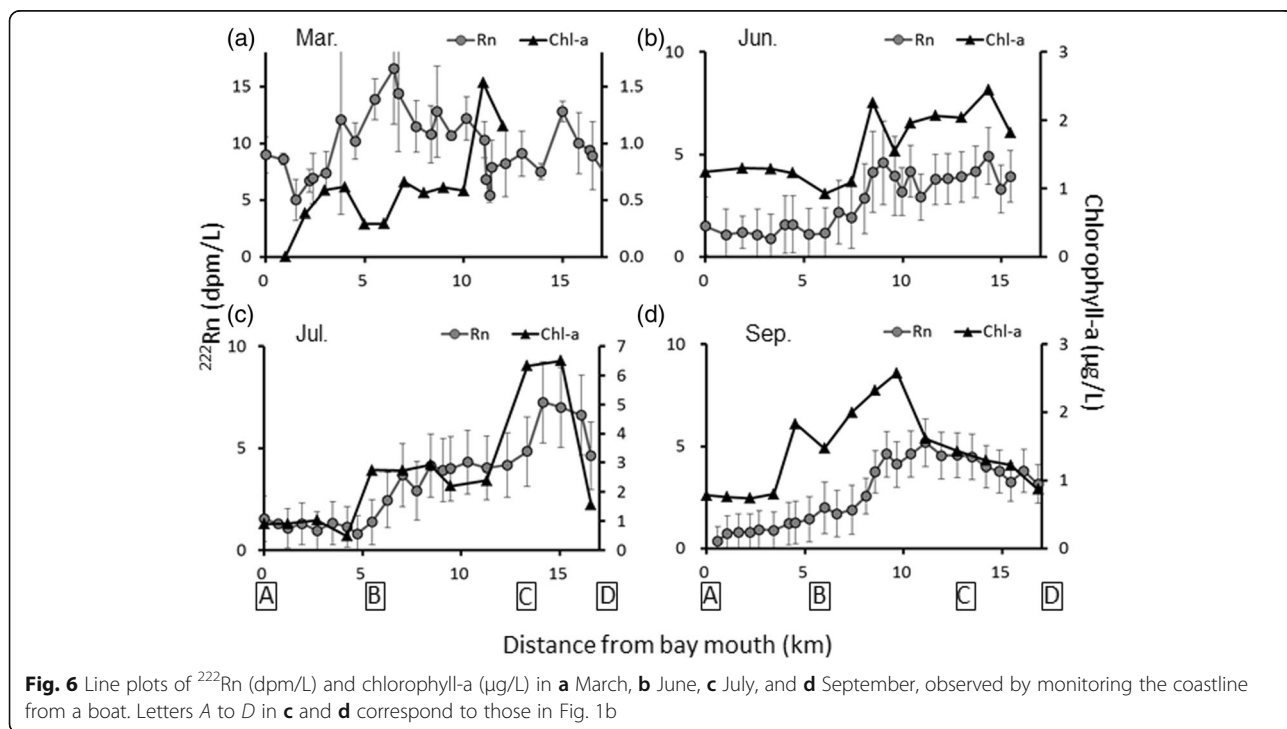 (a) Mar. Rn Chl-a
15
10
5
0
1.5
1.0
0.5
0.0
0 5 10 15
(b) Jun. Rn Chl-a
10
5
0
3
2
1
0
0 5 10 15
²²²Rn (dpm/L)
Chlorophyll-a (μg/L)
(c) Jul. Rn Chl-a
10
5
0
7
6
5
4
3
2
1
0
0 5 10 15
A B C D
(d) Sep. Rn Chl-a
10
5
0
3
2
1
0
0 5 10 15
A B C D
Distance from bay mouth (km)
Fig. 6 Line plots of ²²²Rn (dpm/L) and chlorophyll-a (μg/L) in a March, b June, c July, and d September, observed by monitoring the coastline
from a boat. Letters A to D in c and d correspond to those in Fig. 1b